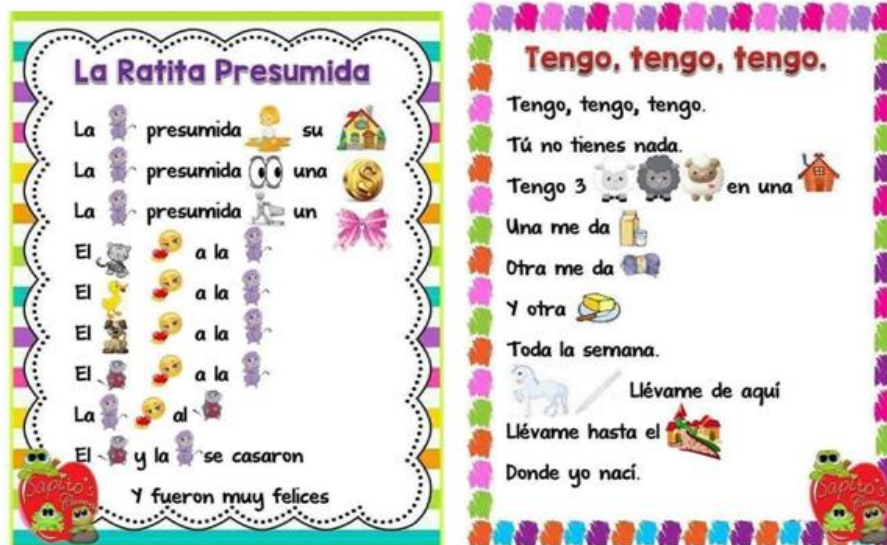 La Ratita Presumida
La presumida su
La presumida una
La presumida un
El a la
El a la
El a la
El a la
La al
El y la se casaron
Y fueron muy felices
Sapito's
Tengo, tengo, tengo.
Tengo, tengo, tengo.
Tú no tienes nada.
Tengo 3 en una
Una me da
Otra me da
Y otra
Toda la semana.
Llévame de aquí
Llévame hasta el
Donde yo nací.
Sapito's